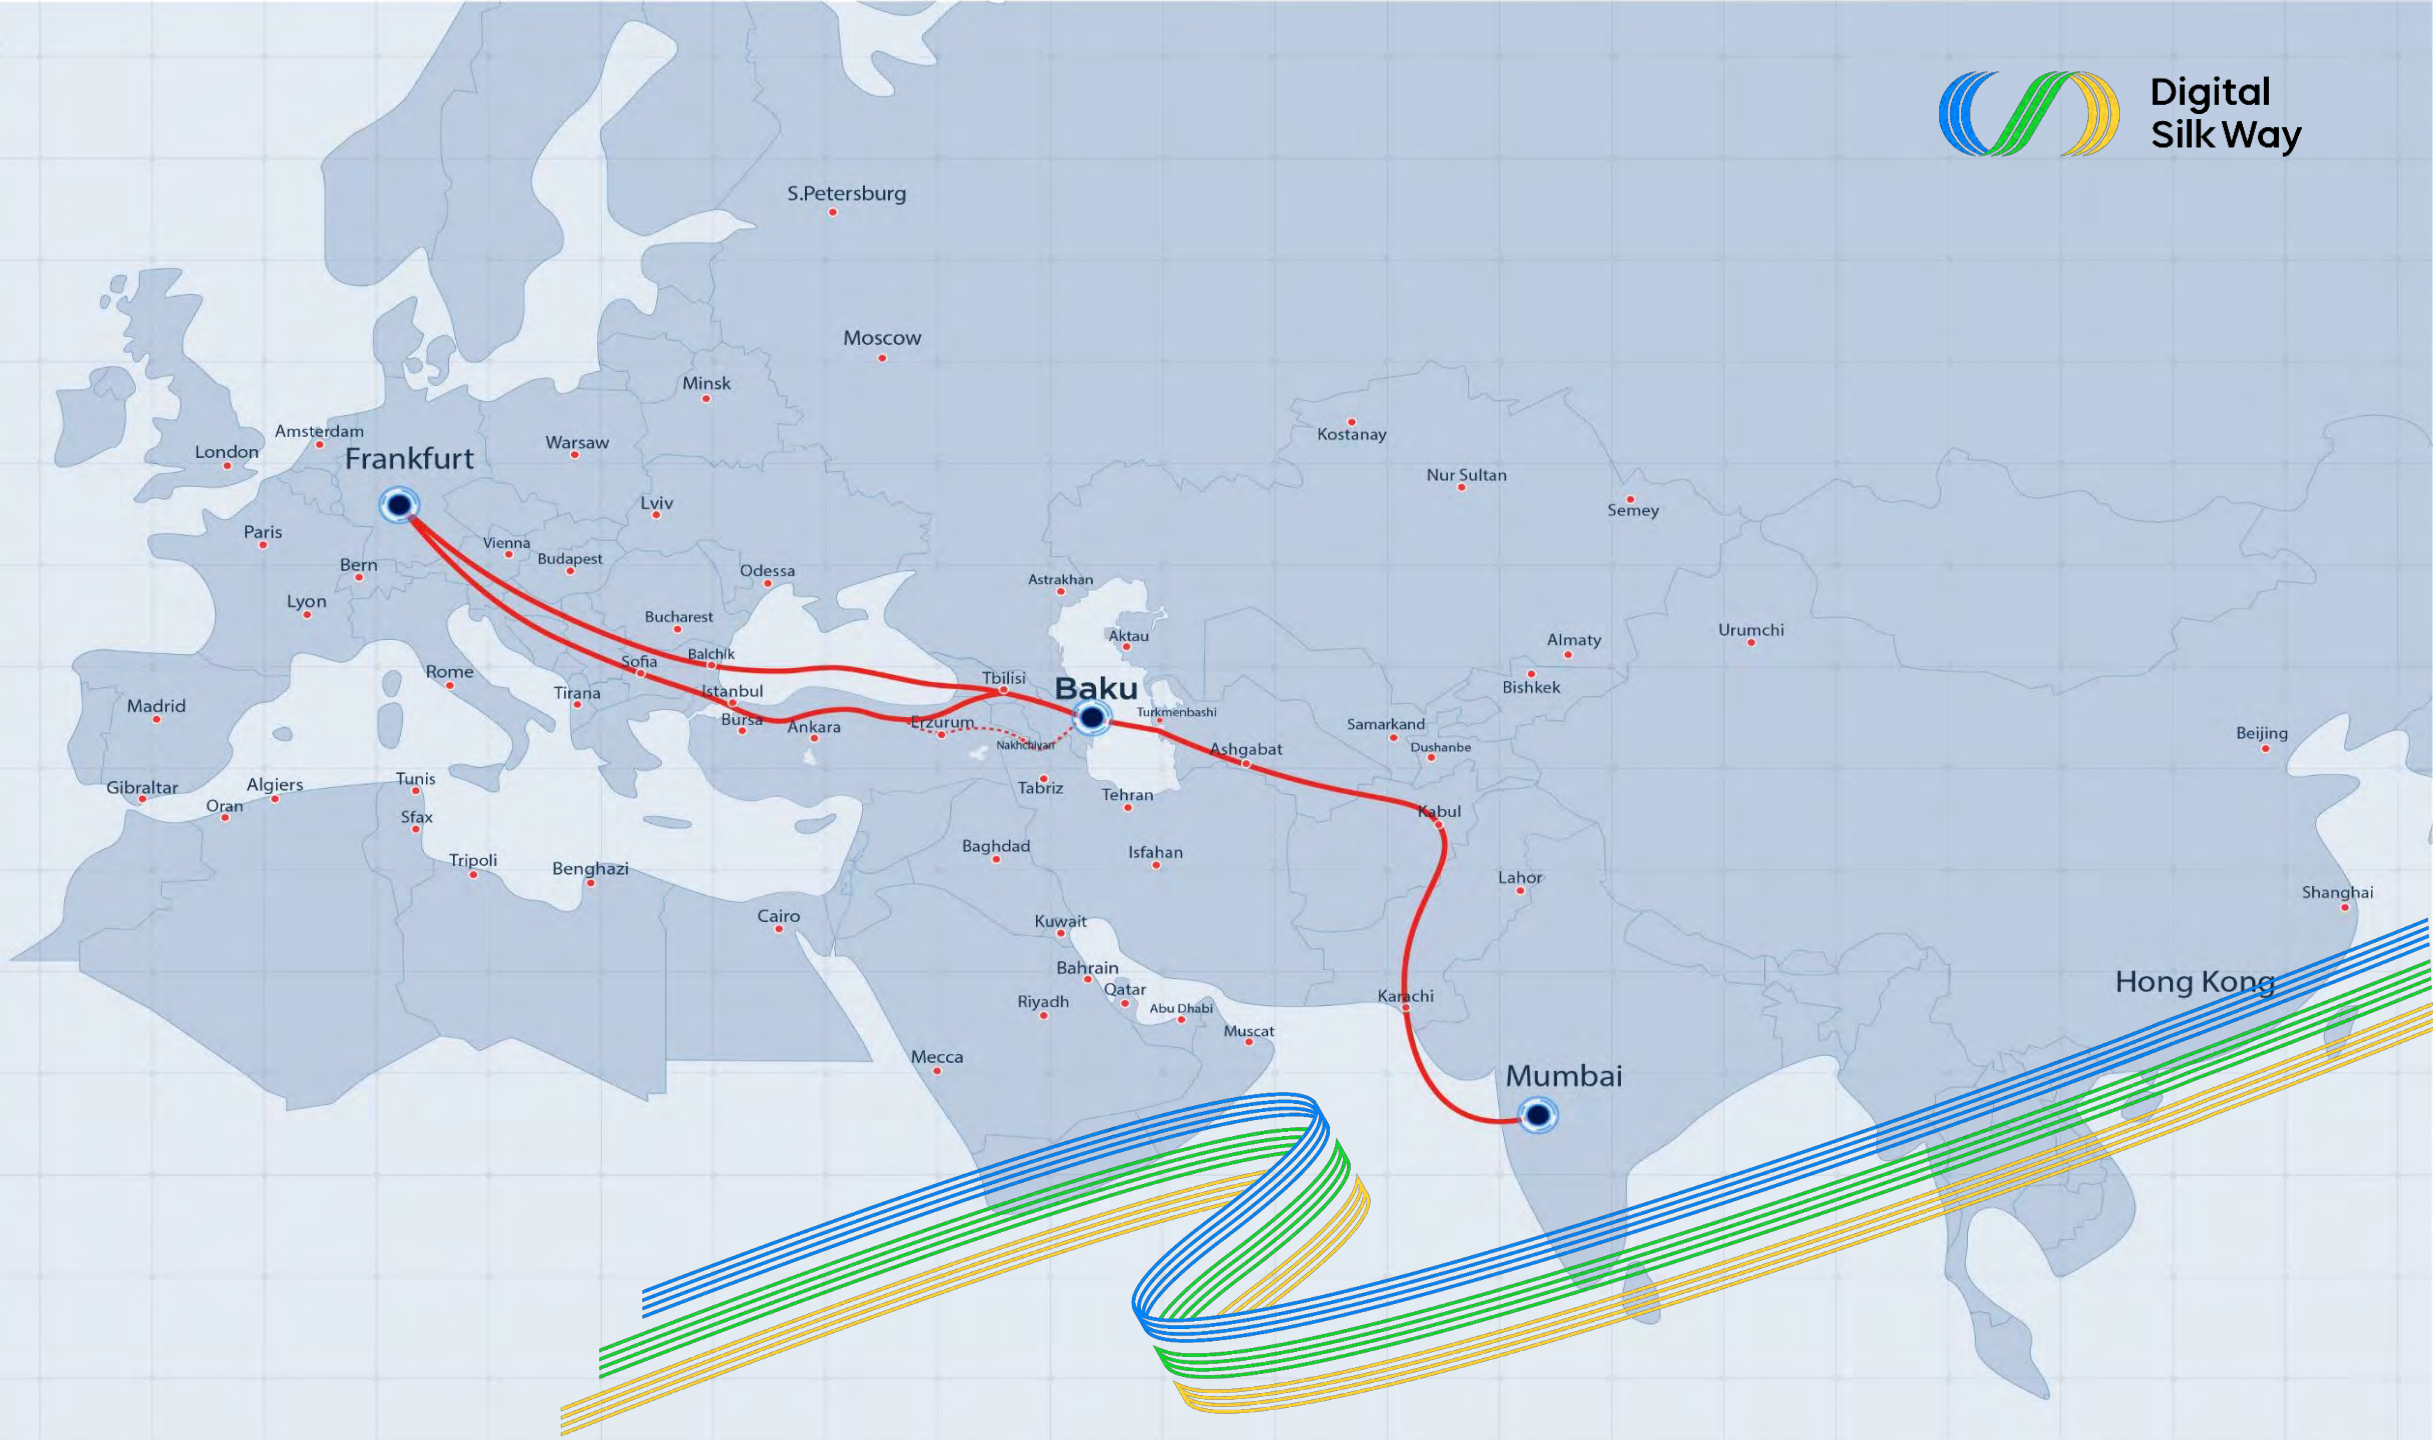 Digital
Silk Way
S.Petersburg
Moscow
Minsk
Kostanay
Amsterdam
Warsaw
London
Frankfurt
Nur Sultan
Lviv
Semey
Paris
Vienna
Budapest
Bern
Odessa
Astrakhan
Lyon
Bucharest
Urumchi
Aktau
Almaty
Balchik
Sofia
Rome
Tbilisi
Baku
Bishkek
Tirana
Istanbul
Madrid
Turkmenbashi
Bursa
Ankara
Erzurum
Samarkand
Beijing
Nakhchivan
Ashgabat
Dushanbe
Gibraltar
Algiers
Tunis
Tabriz
Tehran
Oran
Sfax
Kabul
Baghdad
Isfahan
Tripoli
Benghazi
Lahor
Shanghai
Cairo
Kuwait
Bahrain
Hong Kong
Qatar
Karachi
Riyadh
Abu Dhabi
Muscat
Mecca
Mumbai